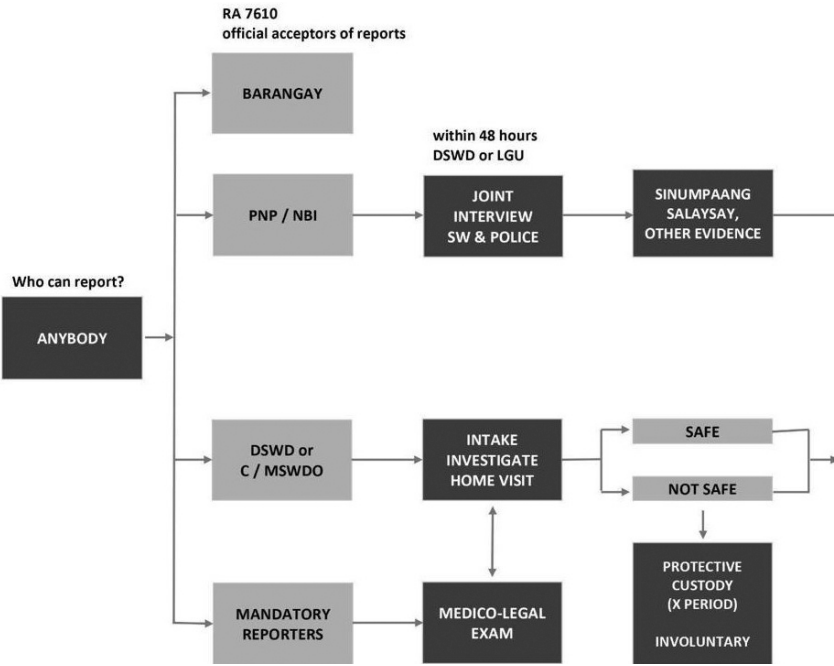 RA 7610
official acceptors of reports
BARANGAY
within 48 hours
DSWD or LGU
PNP / NBI
JOINT
INTERVIEW
SW & POLICE
SINUMPAANG
SALAYSAY,
OTHER EVIDENCE
Who can report?
ANYBODY
DSWD or
C / MSWDO
INTAKE
INVESTIGATE
HOME VISIT
SAFE
NOT SAFE
MANDATORY
REPORTERS
MEDICO-LEGAL
EXAM
PROTECTIVE
CUSTODY
(X PERIOD)
INVOLUNTARY